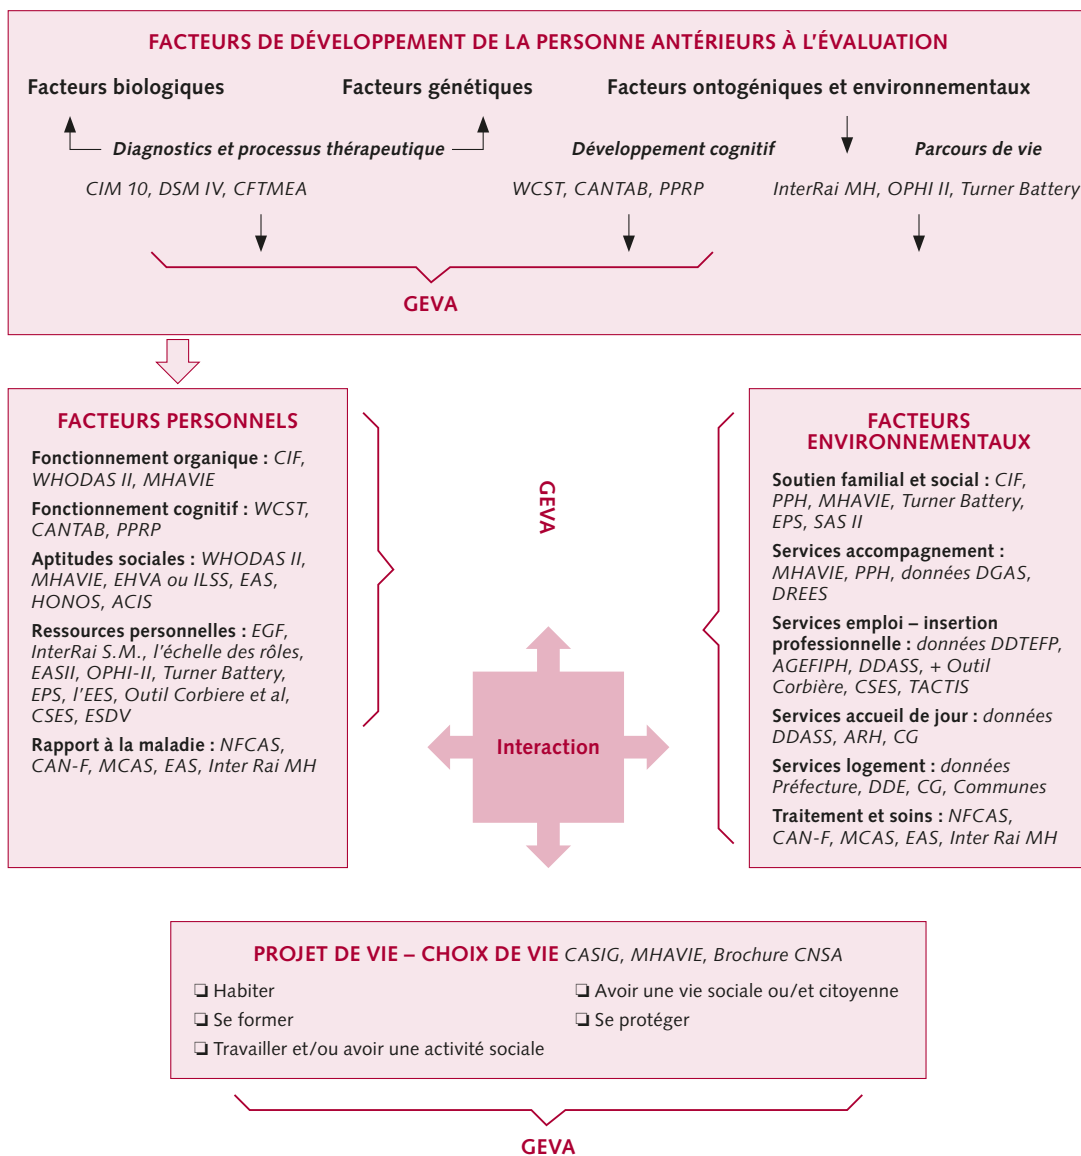 FACTEURS DE DÉVELOPPEMENT DE LA PERSONNE ANTÉRIEURS À L'ÉVALUATION
Facteurs biologiques
Facteurs génétiques
Facteurs ontogéniques et environnementaux
Diagnostics et processus thérapeutique
Développement cognitif
Parcours de vie
CIM 10, DSM IV, CFTMEA
WCST, CANTAB, PPRP
InterRai MH, OPHI II, Turner Battery
GEVA
FACTEURS PERSONNELS
Fonctionnement organique : CIF,
WHODAS II, MHAVIE
Fonctionnement cognitif : WCST,
CANTAB, PPRP
Aptitudes sociales : WHODAS II,
MHAVIE, EHVA ou ILSS, EAS,
HONOS, ACIS
Ressources personnelles : EGF,
InterRai S.M., l'échelle des rôles,
EASII, OPHI-II, Turner Battery,
EPS, l'EES, Outil Corbiere et al,
CSES, ESDV
Rapport à la maladie : NFCAS,
CAN-F, MCAS, EAS, Inter Rai MH
GEVA
Interaction
FACTEURS
ENVIRONNEMENTAUX
Soutien familial et social : CIF,
PPH, MHAVIE, Turner Battery,
EPS, SAS II
Services accompagnement :
MHAVIE, PPH, données DGAS,
DREES
Services emploi – insertion
professionnelle : données DDTEFP,
AGEFIPH, DDASS, + Outil
Corbière, CSES, TACTIS
Services accueil de jour : données
DDASS, ARH, CG
Services logement : données
Préfecture, DDE, CG, Communes
Traitement et soins : NFCAS,
CAN-F, MCAS, EAS, Inter Rai MH
PROJET DE VIE – CHOIX DE VIE CASIG, MHAVIE, Brochure CNSA
❑ Habiter
❑ Se former
❑ Travailler et/ou avoir une activité sociale
❑ Avoir une vie sociale ou/et citoyenne
❑ Se protéger
GEVA